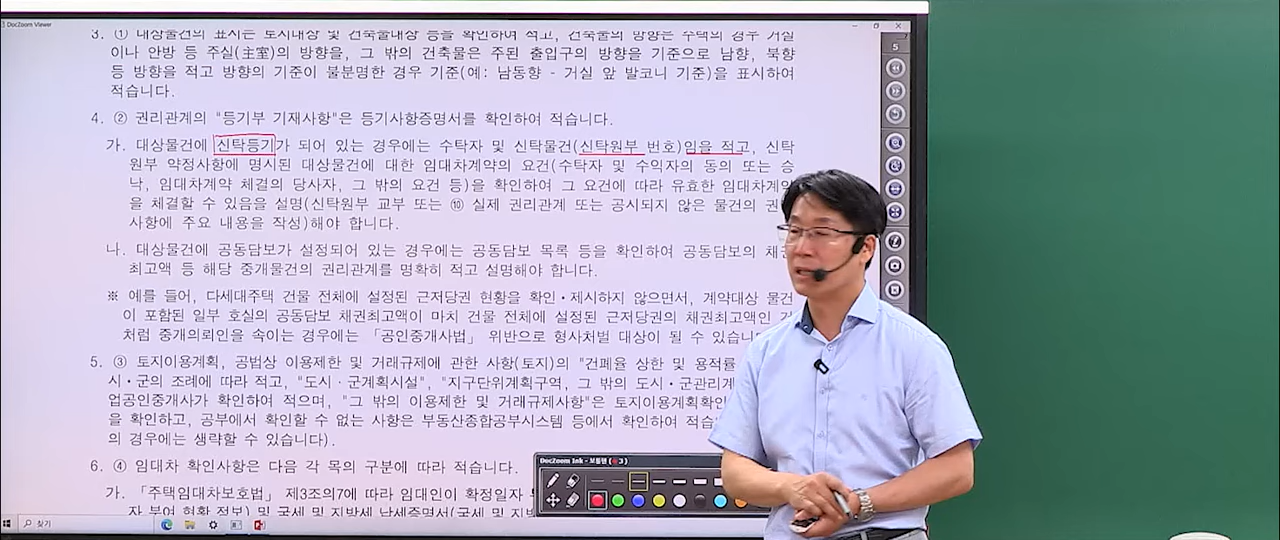 DocZoom Viewer
3. ① 대상물건의 표시는 토지대장 및 건축물대장 등을 확인하여 적고, 건축물의 방향은 주택의 경우 거실
이나 안방 등 주실(主室)의 방향을, 그 밖의 건축물은 주된 출입구의 방향을 기준으로 남향, 북향
등 방향을 적고 방향의 기준이 불분명한 경우 기준(예: 남동향 - 거실 앞 발코니 기준)을 표시하여
적습니다.
4. ② 권리관계의 "등기부 기재사항"은 등기사항증명서를 확인하여 적습니다.
가. 대상물건에 신탁등기가 되어 있는 경우에는 수탁자 및 신탁물건(신탁원부 번호)임을 적고, 신탁
원부 약정사항에 명시된 대상물건에 대한 임대차계약의 요건(수탁자 및 수익자의 동의 또는 승
낙, 임대차계약 체결의 당사자, 그 밖의 요건 등)을 확인하여 그 요건에 따라 유효한 임대차계약
을 체결할 수 있음을 설명(신탁원부 교부 또는 ⑩ 실제 권리관계 또는 공시되지 않은 물건의 권
사항에 주요 내용을 작성)해야 합니다.
나. 대상물건에 공동담보가 설정되어 있는 경우에는 공동담보 목록 등을 확인하여 공동담보의 채권
최고액 등 해당 중개물건의 권리관계를 명확히 적고 설명해야 합니다.
※ 예를 들어, 다세대주택 건물 전체에 설정된 근저당권 현황을 확인·제시하지 않으면서, 계약대상 물건
이 포함된 일부 호실의 공동담보 채권최고액이 마치 건물 전체에 설정된 근저당권의 채권최고액인 것
처럼 중개의뢰인을 속이는 경우에는 「공인중개사법」 위반으로 형사처벌 대상이 될 수 있습니
5. ③ 토지이용계획, 공법상 이용제한 및 거래규제에 관한 사항(토지)의 "건폐율 상한 및 용적률
시·군의 조례에 따라 적고, "도시·군계획시설", "지구단위계획구역, 그 밖의 도시·군관리계
업공인중개사가 확인하여 적으며, "그 밖의 이용제한 및 거래규제사항"은 토지이용계획확인
을 확인하고, 공부에서 확인할 수 없는 사항은 부동산종합공부시스템 등에서 확인하여 적습
의 경우에는 생략할 수 있습니다).
6. ④ 임대차 확인사항은 다음 각 목의 구분에 따라 적습니다.
가. 「주택임대차보호법」 제3조의7에 따라 임대인이 확정일자
자 부여 현황 정보) 및 국세 및 지방세 납세증명서(국세 및 지방
DocZoom Ink - 보통펜 ( 3 )
찾기
5